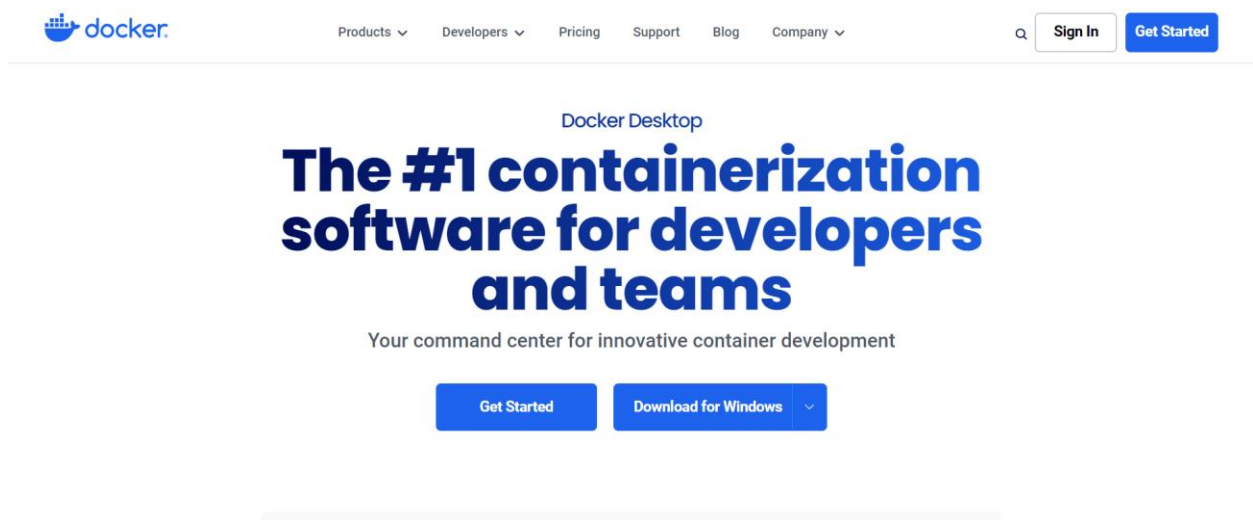 docker
Products Developers Pricing Support Blog Company Sign In Get Started
Docker Desktop
The #1 containerization
software for developers
and teams
Your command center for innovative container development
Get Started Download for Windows